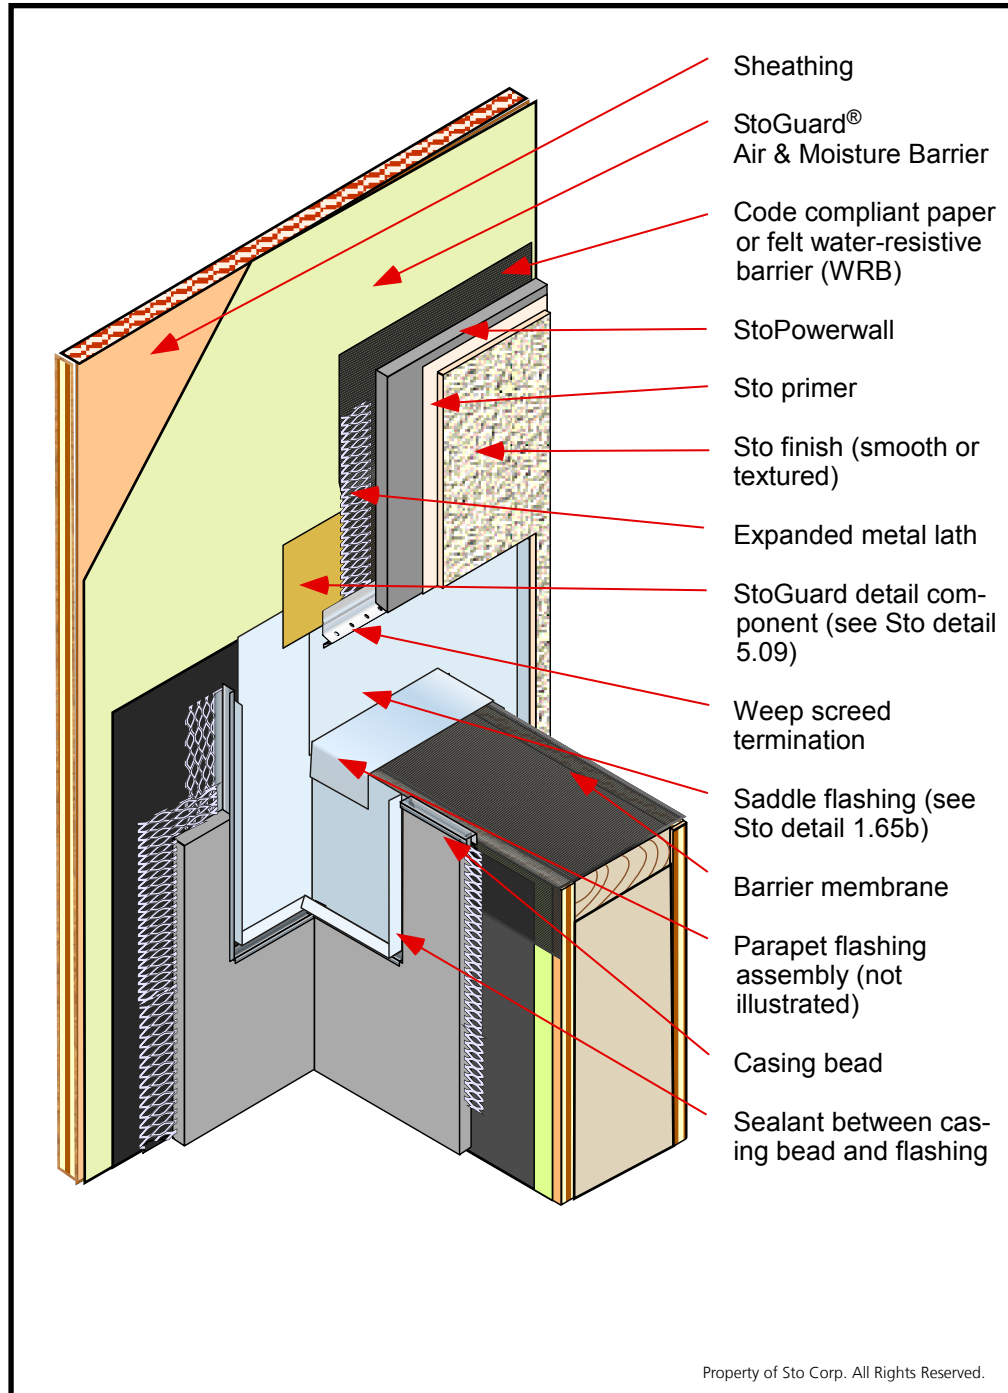 Sheathing
StoGuard®
Air & Moisture Barrier
Code compliant paper
or felt water-resistive
barrier (WRB)
StoPowerwall
Sto primer
Sto finish (smooth or
textured)
Expanded metal lath
StoGuard detail com-
ponent (see Sto detail
5.09)
Weep screed
termination
Saddle flashing (see
Sto detail 1.65b)
Barrier membrane
Parapet flashing
assembly (not
illustrated)
Casing bead
Sealant between cas-
ing bead and flashing
Property of Sto Corp. All Rights Reserved.